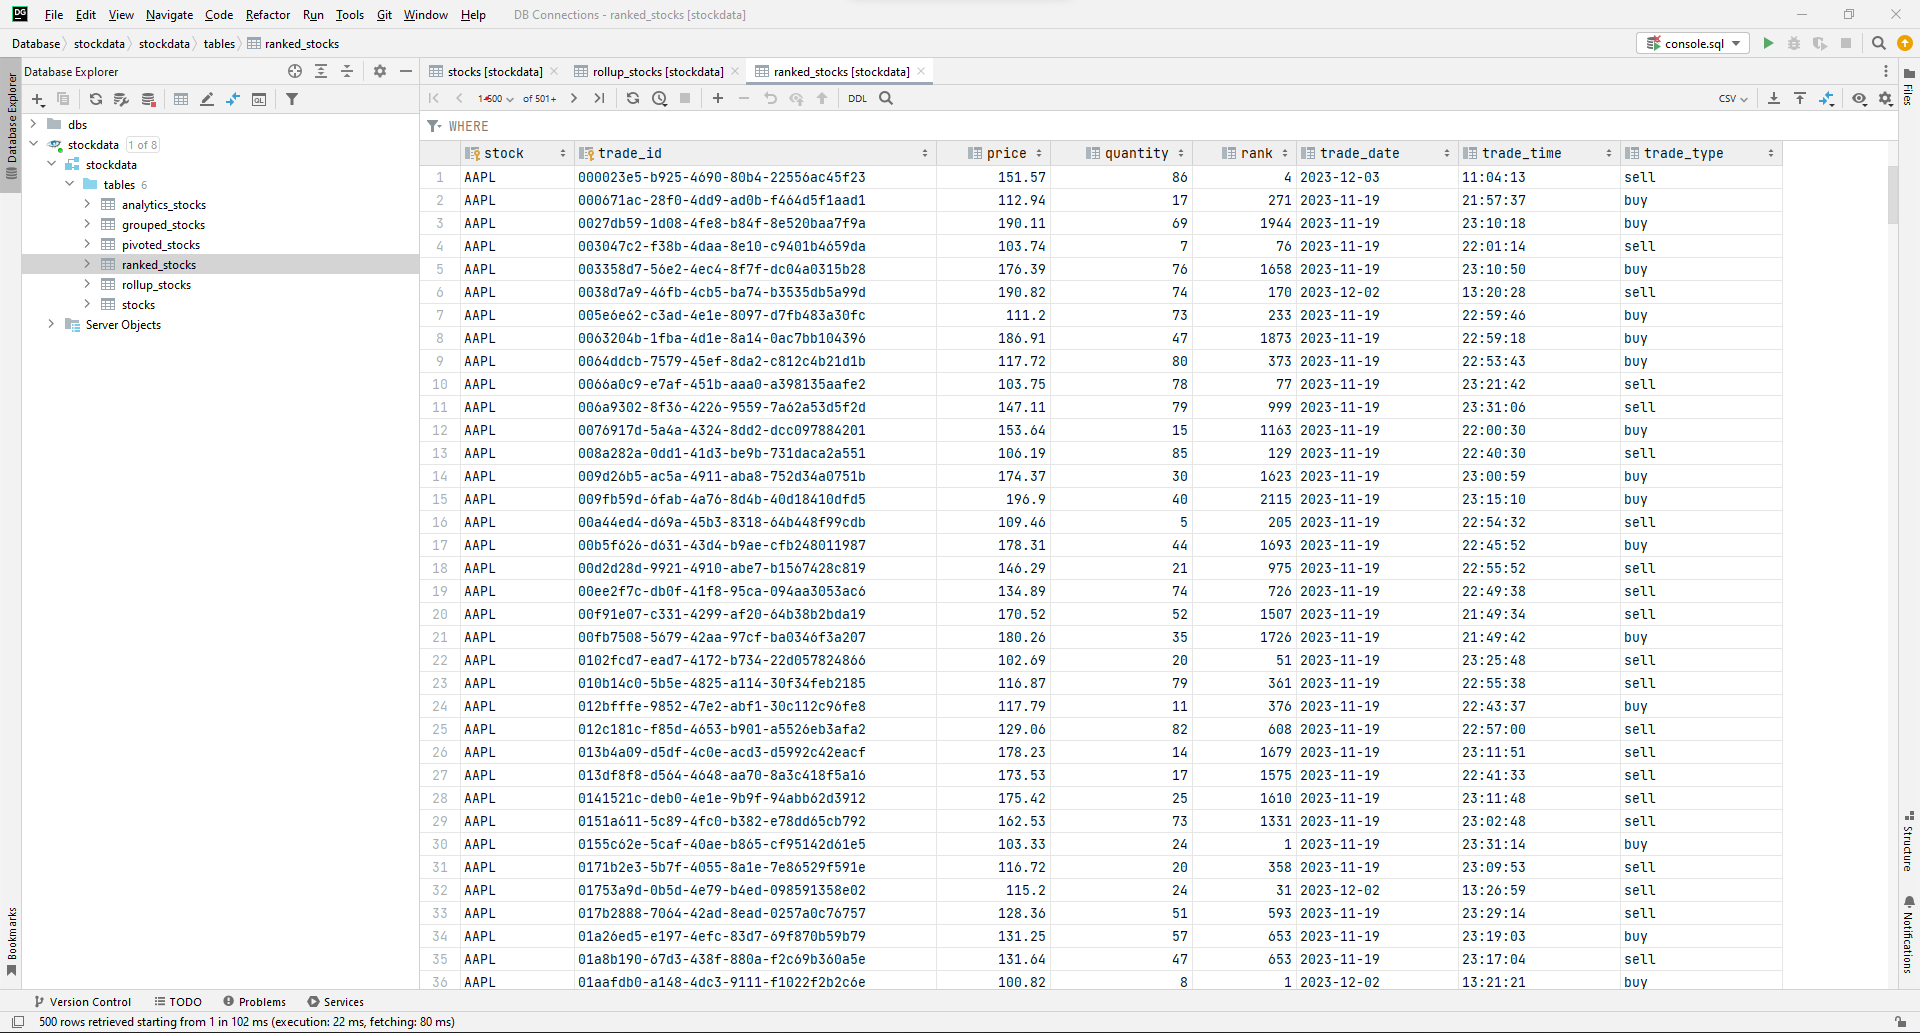 DG File Edit View Navigate Code Refactor Run Tools Git Window Help DB Connections - ranked_stocks [stockdata]
Database stockdata stockdata tables ranked_stocks console.sql
Database Explorer
stocks [stockdata] rollup_stocks [stockdata] ranked_stocks [stockdata]
QL
1-500 of 501+ DDL CSV
WHERE
dbs
stockdata 1 of 8
stockdata
tables 6
analytics_stocks
grouped_stocks
pivoted_stocks
ranked_stocks
rollup_stocks
stocks
Server Objects
stock trade_id price quantity rank trade_date trade_time trade_type
1 AAPL 000023e5-b925-4690-80b4-22556ac45f23 151.57 86 4 2023-12-03 11:04:13 sell
2 AAPL 000671ac-28f0-4dd9-ad0b-f464d5f1aad1 112.94 17 271 2023-11-19 21:57:37 buy
3 AAPL 0027db59-1d08-4fe8-b84f-8e520baa7f9a 190.11 69 1944 2023-11-19 23:10:18 buy
4 AAPL 003047c2-f38b-4daa-8e10-c9401b4659da 103.74 7 76 2023-11-19 22:01:14 sell
5 AAPL 003358d7-56e2-4ec4-8f7f-dc04a0315b28 176.39 76 1658 2023-11-19 23:10:50 buy
6 AAPL 0038d7a9-46fb-4cb5-ba74-b3535db5a99d 190.82 74 170 2023-12-02 13:20:28 sell
7 AAPL 005e6e62-c3ad-4e1e-8097-d7fb483a30fc 111.2 73 233 2023-11-19 22:59:46 buy
8 AAPL 0063204b-1fba-4d1e-8a14-0ac7bb104396 186.91 47 1873 2023-11-19 22:59:18 buy
9 AAPL 0064ddcb-7579-45ef-8da2-c812c4b21d1b 117.72 80 373 2023-11-19 22:53:43 buy
10 AAPL 0066a0c9-e7af-451b-aaa0-a398135aafe2 103.75 78 77 2023-11-19 23:21:42 sell
11 AAPL 006a9302-8f36-4226-9559-7a62a53d5f2d 147.11 79 999 2023-11-19 23:31:06 sell
12 AAPL 0076917d-5a4a-4324-8dd2-dcc097884201 153.64 15 1163 2023-11-19 22:00:30 buy
13 AAPL 008a282a-0dd1-41d3-be9b-731daca2a551 106.19 85 129 2023-11-19 22:40:30 sell
14 AAPL 009d26b5-ac5a-4911-aba8-752d34a0751b 174.37 30 1623 2023-11-19 23:00:59 buy
15 AAPL 009fb59d-6fab-4a76-8d4b-40d18410dfd5 196.9 40 2115 2023-11-19 23:15:10 buy
16 AAPL 00a44ed4-d69a-45b3-8318-64b448f99cdb 109.46 5 205 2023-11-19 22:54:32 sell
17 AAPL 00b5f626-d631-43d4-b9ae-cfb248011987 178.31 44 1693 2023-11-19 22:45:52 buy
18 AAPL 00d2d28d-9921-4910-abe7-b1567428c819 146.29 21 975 2023-11-19 22:55:52 sell
19 AAPL 00ee2f7c-db0f-41f8-95ca-094aa3053ac6 134.89 74 726 2023-11-19 22:49:38 sell
20 AAPL 00f91e07-c331-4299-af20-64b38b2bda19 170.52 52 1507 2023-11-19 21:49:34 sell
21 AAPL 00fb7508-5679-42aa-97cf-ba0346f3a207 180.26 35 1726 2023-11-19 21:49:42 buy
22 AAPL 0102fcd7-ead7-4172-b734-22d057824866 102.69 20 51 2023-11-19 23:25:48 sell
23 AAPL 010b14c0-5b5e-4825-a114-30f34feb2185 116.87 79 361 2023-11-19 22:55:38 sell
24 AAPL 012bfffe-9852-47e2-abf1-30c112c96fe8 117.79 11 376 2023-11-19 22:43:37 buy
25 AAPL 012c181c-f85d-4653-b901-a5526eb3afa2 129.06 82 608 2023-11-19 22:57:00 sell
26 AAPL 013b4a09-d5df-4c0e-acd3-d5992c42eacf 178.23 14 1679 2023-11-19 23:11:51 sell
27 AAPL 013df8f8-d564-4648-aa70-8a3c418f5a16 173.53 17 1575 2023-11-19 22:41:33 sell
28 AAPL 0141521c-deb0-4e1e-9b9f-94abb62d3912 175.42 25 1610 2023-11-19 23:11:48 sell
29 AAPL 0151a611-5c89-4fc0-b382-e78dd65cb792 162.53 73 1331 2023-11-19 23:02:48 sell
30 AAPL 0155c62e-5caf-40ae-b865-cf95142d61e5 103.33 24 1 2023-11-19 23:31:14 buy
31 AAPL 0171b2e3-5b7f-4055-8a1e-7e86529f591e 116.72 20 358 2023-11-19 23:09:53 sell
32 AAPL 01753a9d-0b5d-4e79-b4ed-098591358e02 115.2 24 31 2023-12-02 13:26:59 sell
33 AAPL 017b2888-7064-42ad-8ead-0257a0c76757 128.36 51 593 2023-11-19 23:29:14 sell
34 AAPL 01a26ed5-e197-4efc-83d7-69f870b59b79 131.25 57 653 2023-11-19 23:19:03 buy
35 AAPL 01a8b190-67d3-438f-880a-f2c69b360a5e 131.64 47 653 2023-11-19 23:17:04 sell
36 AAPL 01aafdb0-a148-4dc3-9111-f1022f2b2c6e 100.82 8 1 2023-12-02 13:21:21 buy
Database Explorer
Bookmarks
Files
Structure
Notifications
Version Control TODO Problems Services
500 rows retrieved starting from 1 in 102 ms (execution: 22 ms, fetching: 80 ms)